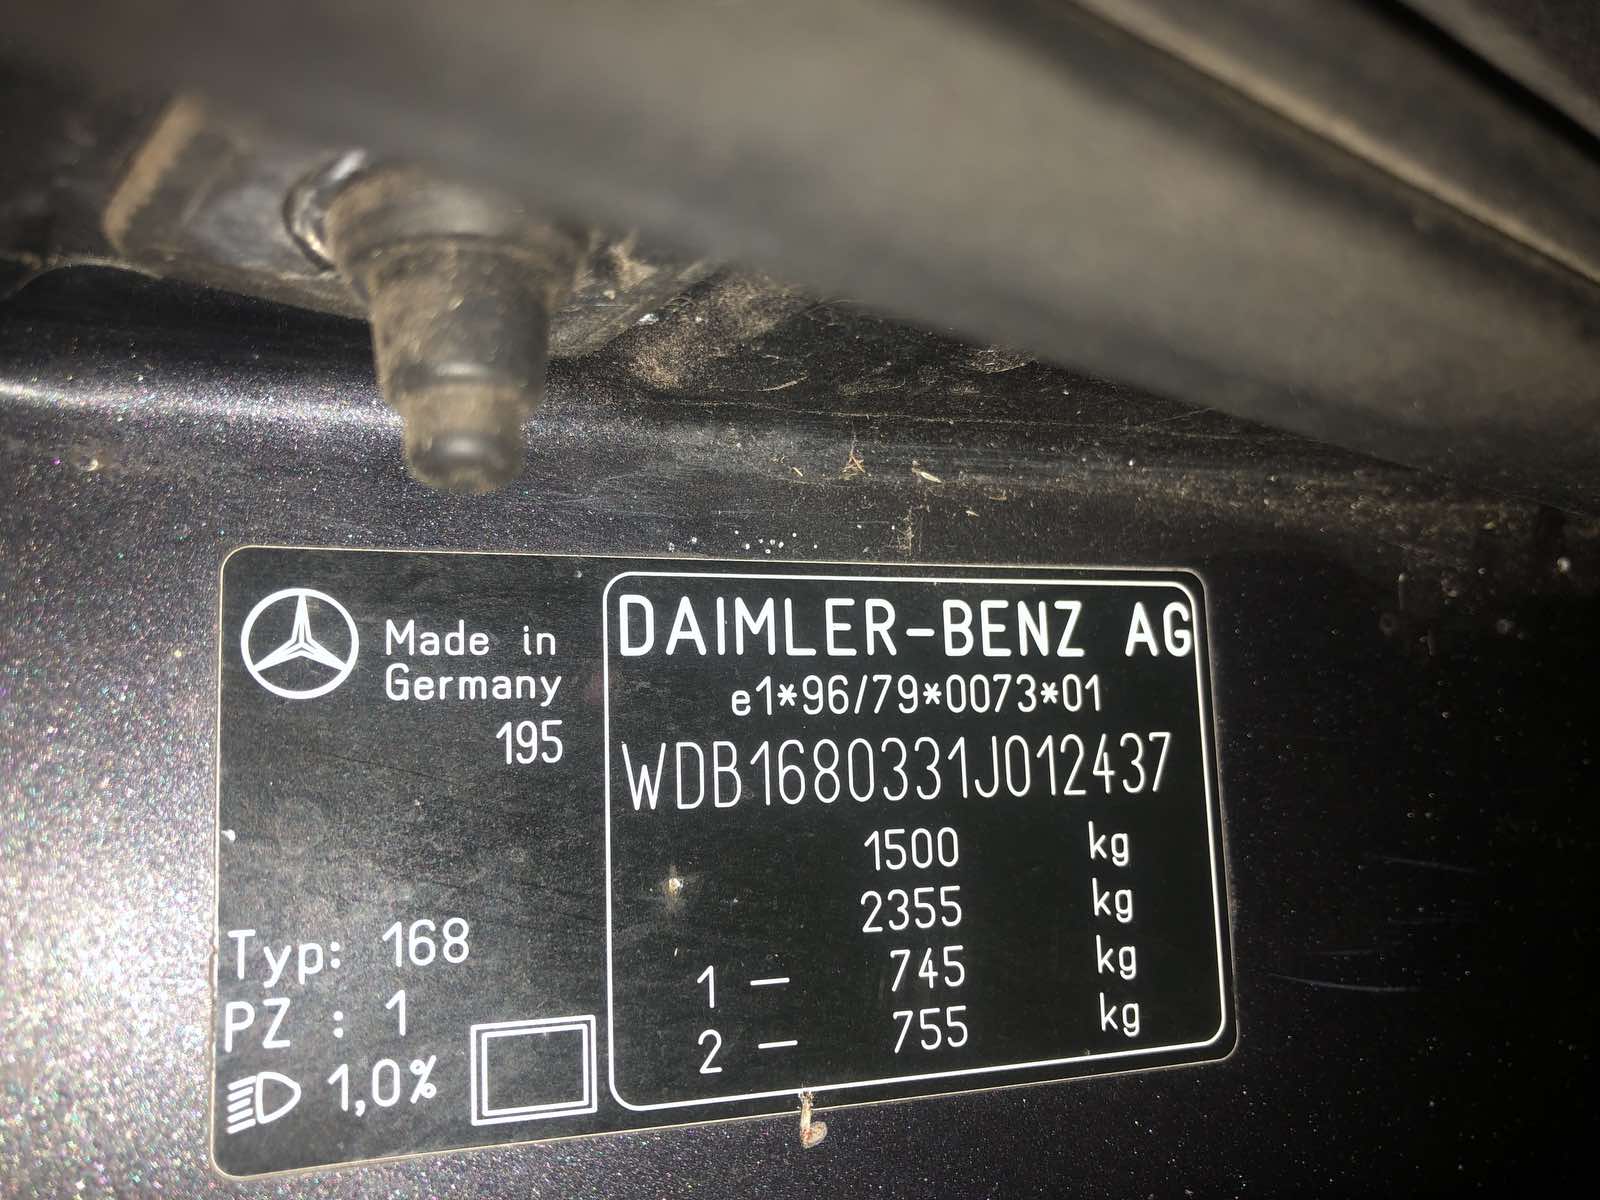 Made in
Germany
195
Typ: 168
PZ : 1
1,0%
DAIMLER-BENZ AG
e1*96/79*0073*01
WDB1680331J012437
1500 kg
2355 kg
1 – 745 kg
2 – 755 kg